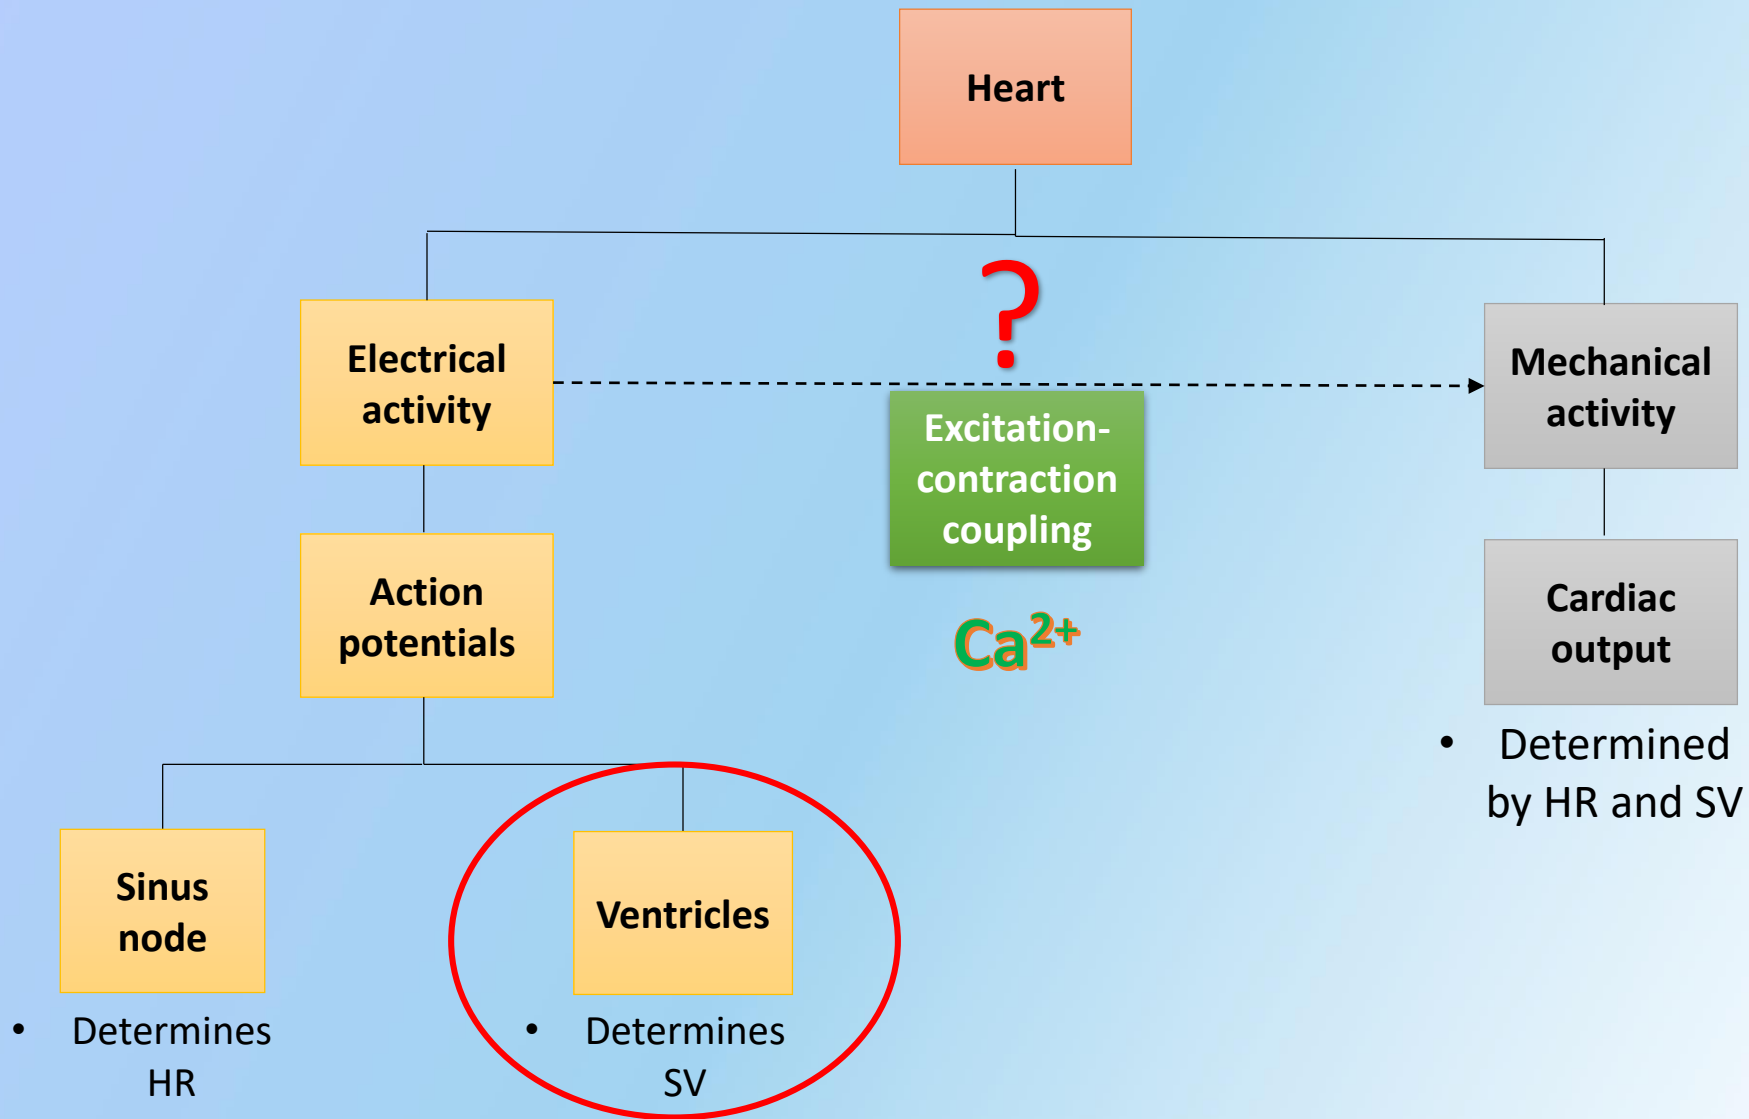 Heart
?
Electrical
activity
Excitation-
contraction
coupling
Mechanical
activity
Action
potentials
Ca²⁺
Cardiac
output
• Determined
by HR and SV
Sinus
node
• Determines
HR
Ventricles
• Determines
SV